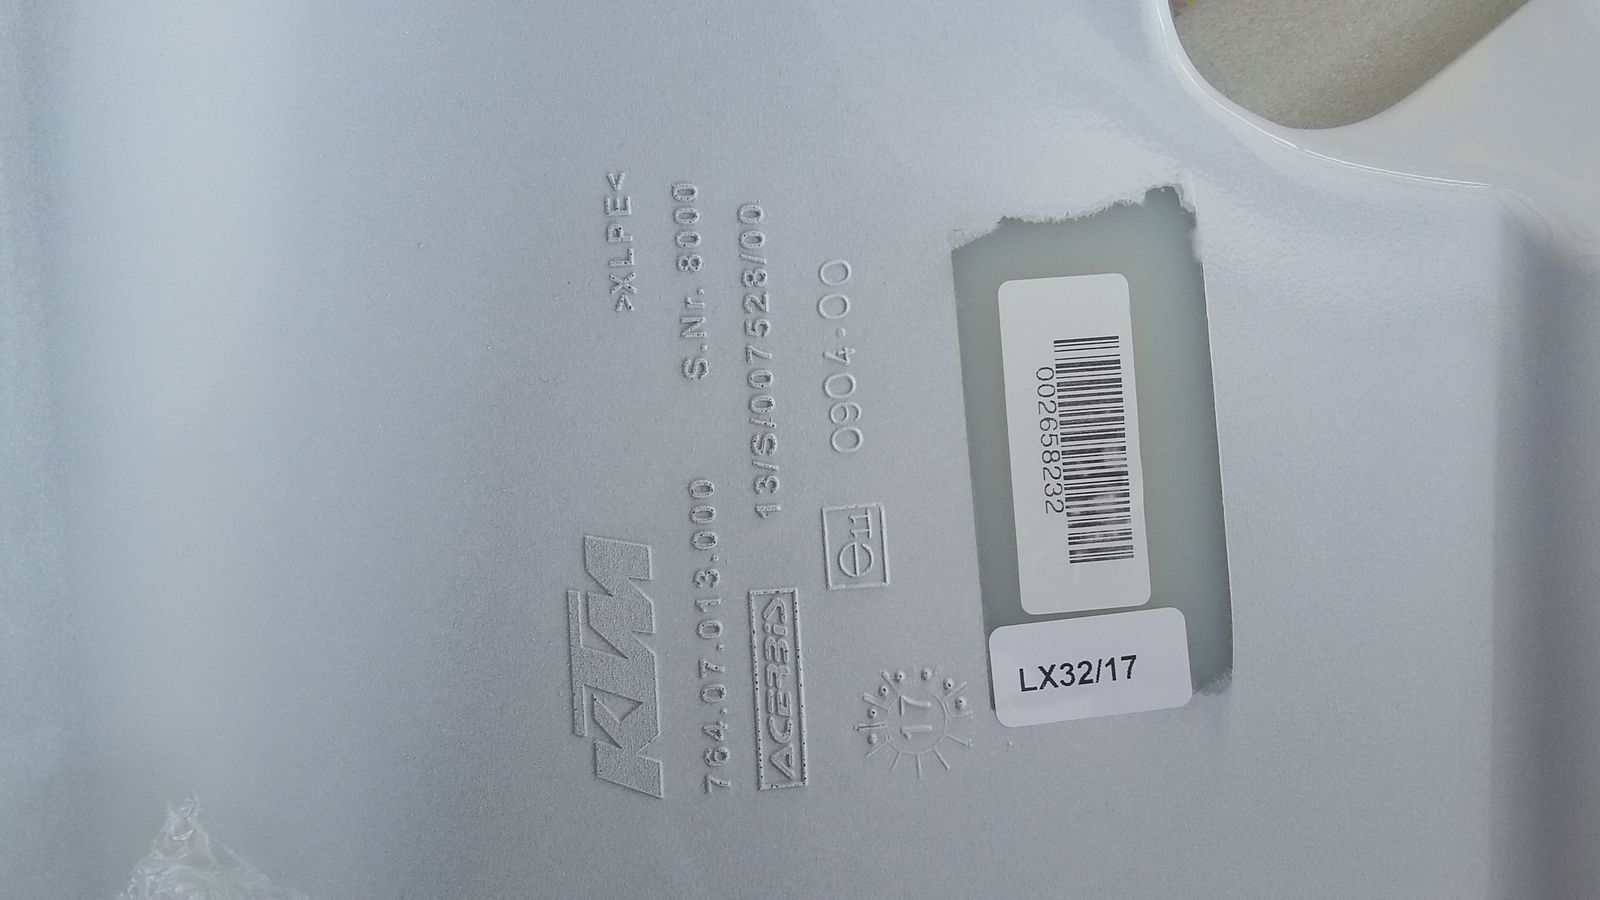 >XLPE<
KTM
764.07.013.000 S.Nr. 8000
ACERBIS 13/S/007528/00
e11 0904.00
17
002658232
LX32/17